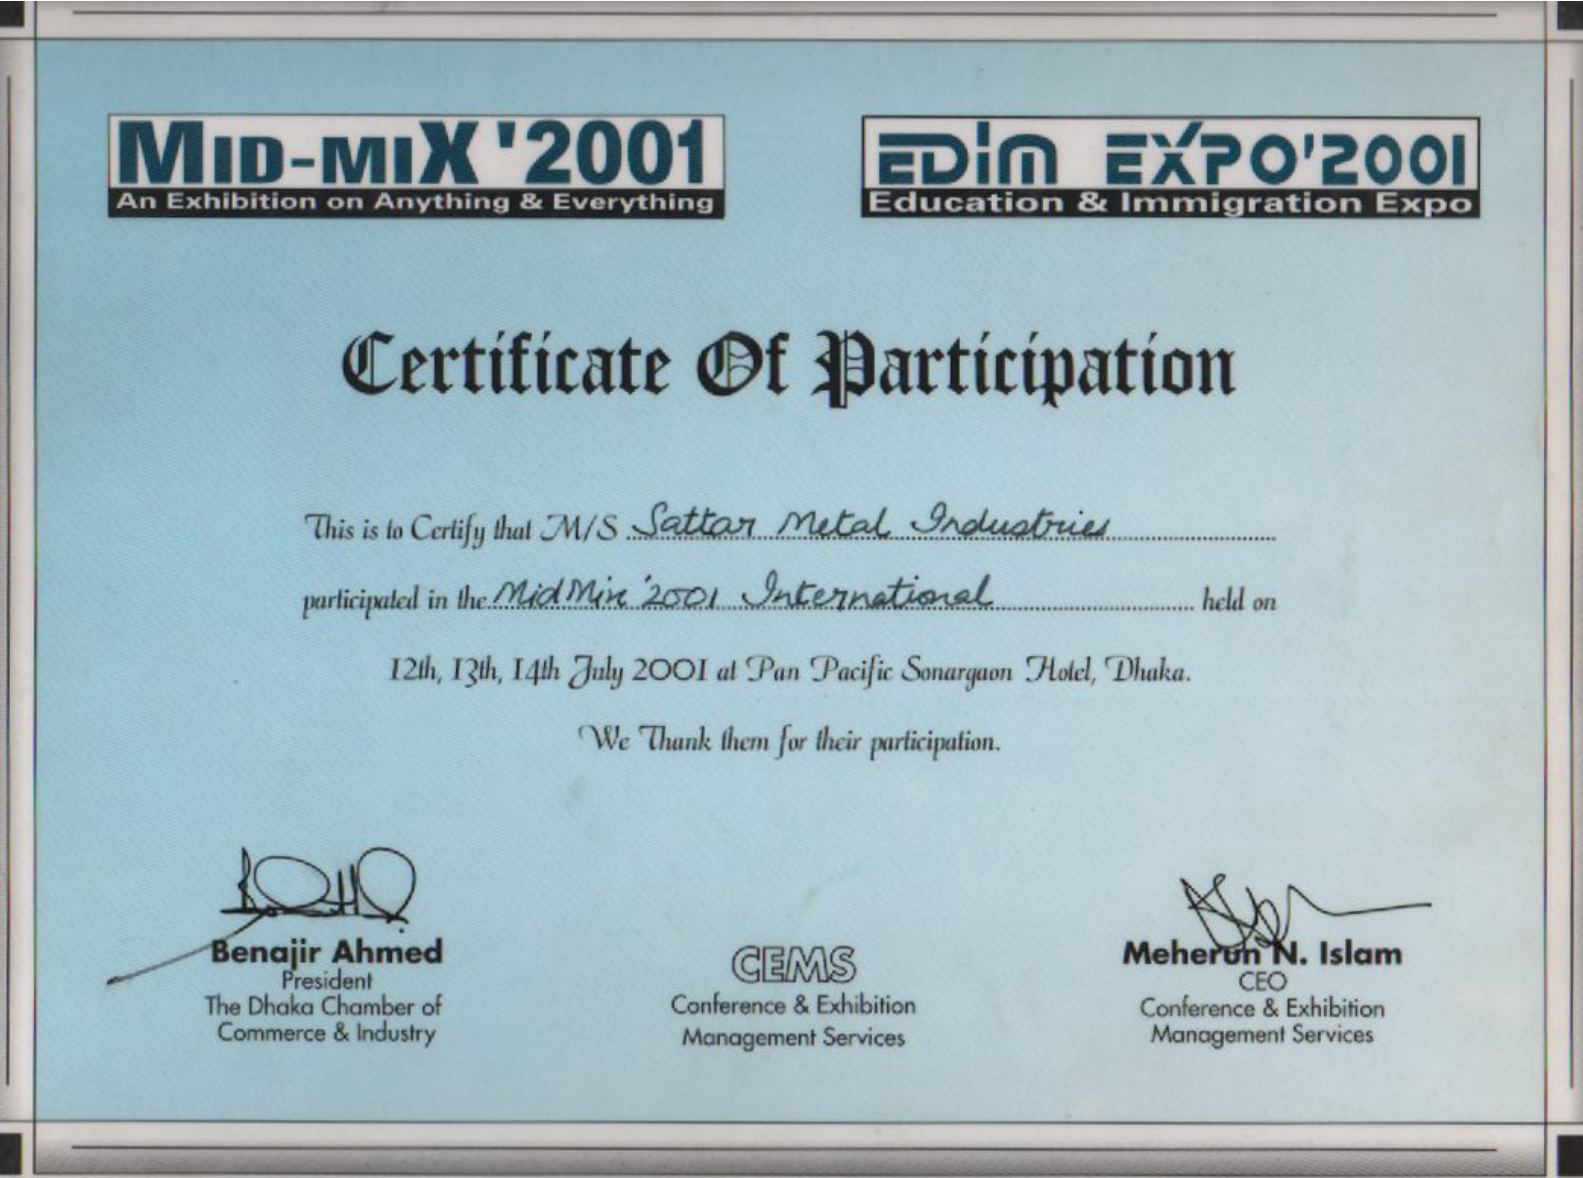 MID-MIX '2001
An Exhibition on Anything & Everything
EDIM EXPO'2001
Education & Immigration Expo
Certificate Of Participation
This is to Certify that M/S Sattar Metal Industries
participated in the MidMix '2001 International held on
12th, 13th, 14th July 2001 at Pan Pacific Sonargaon Hotel, Dhaka.
We Thank them for their participation.
Benajir Ahmed
President
The Dhaka Chamber of
Commerce & Industry
CEMS
Conference & Exhibition
Management Services
Meherun N. Islam
CEO
Conference & Exhibition
Management Services